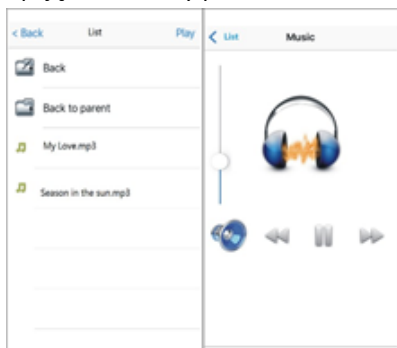 < Back List Play
Back
Back to parent
My Love.mp3
Season in the sun.mp3
List Music